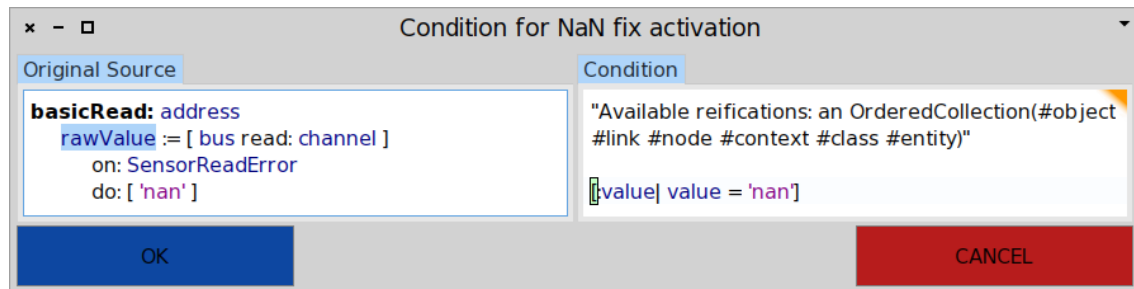 Condition for NaN fix activation
Original Source
basicRead: address
rawValue := [ bus read: channel ]
on: SensorReadError
do: [ 'nan' ]
Condition
"Available reifications: an OrderedCollection(#object
#link #node #context #class #entity)"
[:value| value = 'nan']
OK
CANCEL